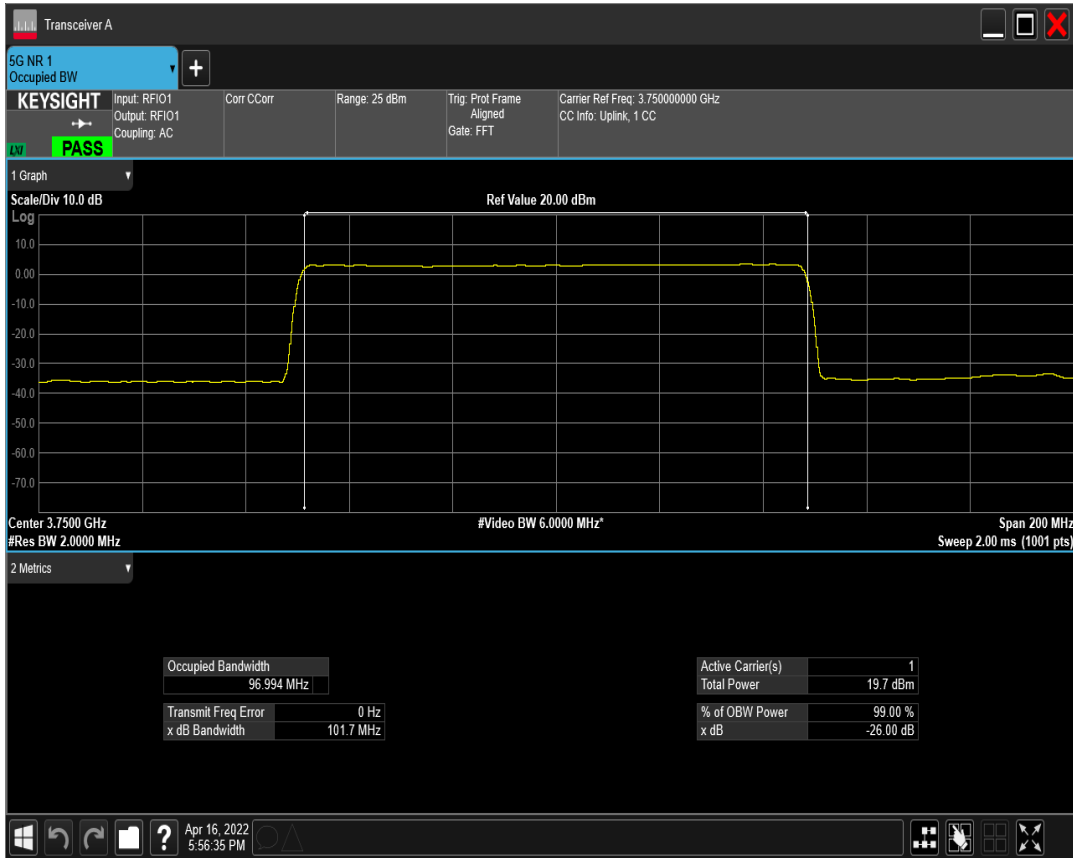 Transceiver A
5G NR 1
Occupied BW
+
KEYSIGHT
LXI
PASS
Input: RFIO1
Output: RFIO1
Coupling: AC
Corr CCorr
Range: 25 dBm
Trig: Prot Frame
Aligned
Gate: FFT
Carrier Ref Freq: 3.750000000 GHz
CC Info: Uplink, 1 CC
1 Graph
Scale/Div 10.0 dB
Ref Value 20.00 dBm
Log
10.0
0.00
-10.0
-20.0
-30.0
-40.0
-50.0
-60.0
-70.0
Center 3.7500 GHz
#Video BW 6.0000 MHz*
Span 200 MHz
#Res BW 2.0000 MHz
Sweep 2.00 ms (1001 pts)
2 Metrics
Occupied Bandwidth
96.994 MHz
Transmit Freq Error 0 Hz
x dB Bandwidth 101.7 MHz
Active Carrier(s) 1
Total Power 19.7 dBm
% of OBW Power 99.00 %
x dB -26.00 dB
?
Apr 16, 2022
5:56:35 PM